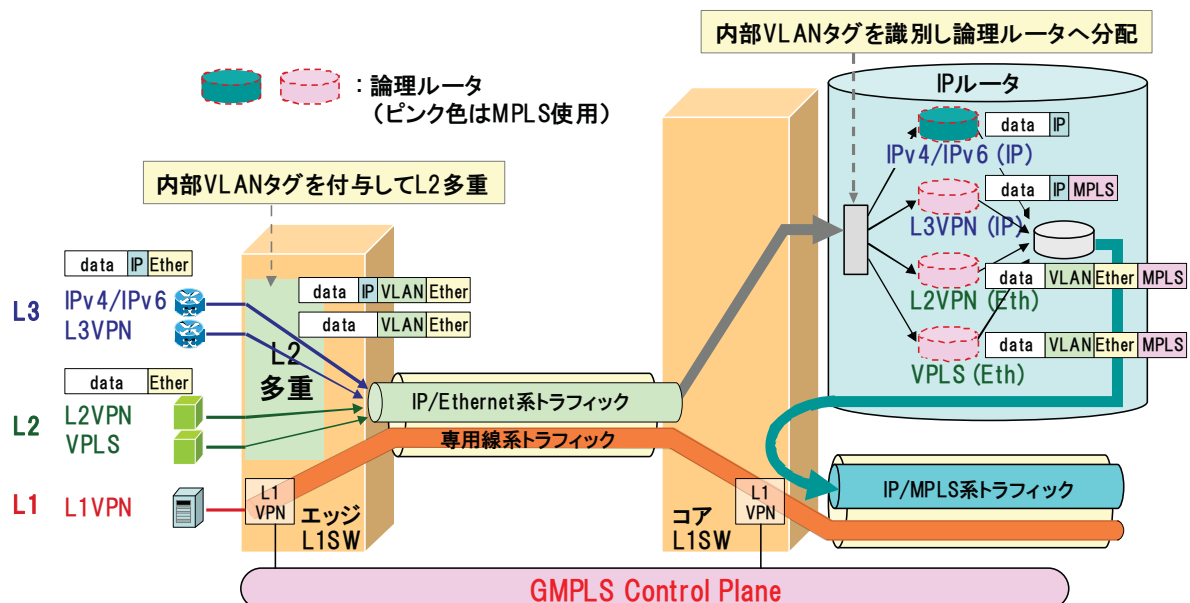 内部VLANタグを識別し論理ルータへ分配
：論理ルータ
（ピンク色はMPLS使用）
IPルータ
data IP
IPv4/IPv6 (IP)
内部VLANタグを付与してL2多重
data IP MPLS
L3VPN (IP)
data IP Ether
L3
IPv4/IPv6
L3VPN
data IP VLAN Ether
data VLAN Ether
L2
多重
data VLAN Ether MPLS
L2VPN (Eth)
data VLAN Ether MPLS
VPLS (Eth)
data Ether
L2
L2VPN
VPLS
IP/Ethernet系トラフィック
専用線系トラフィック
L1
L1VPN
L1
VPN
エッジ
L1SW
コア
L1SW
L1
VPN
IP/MPLS系トラフィック
GMPLS Control Plane